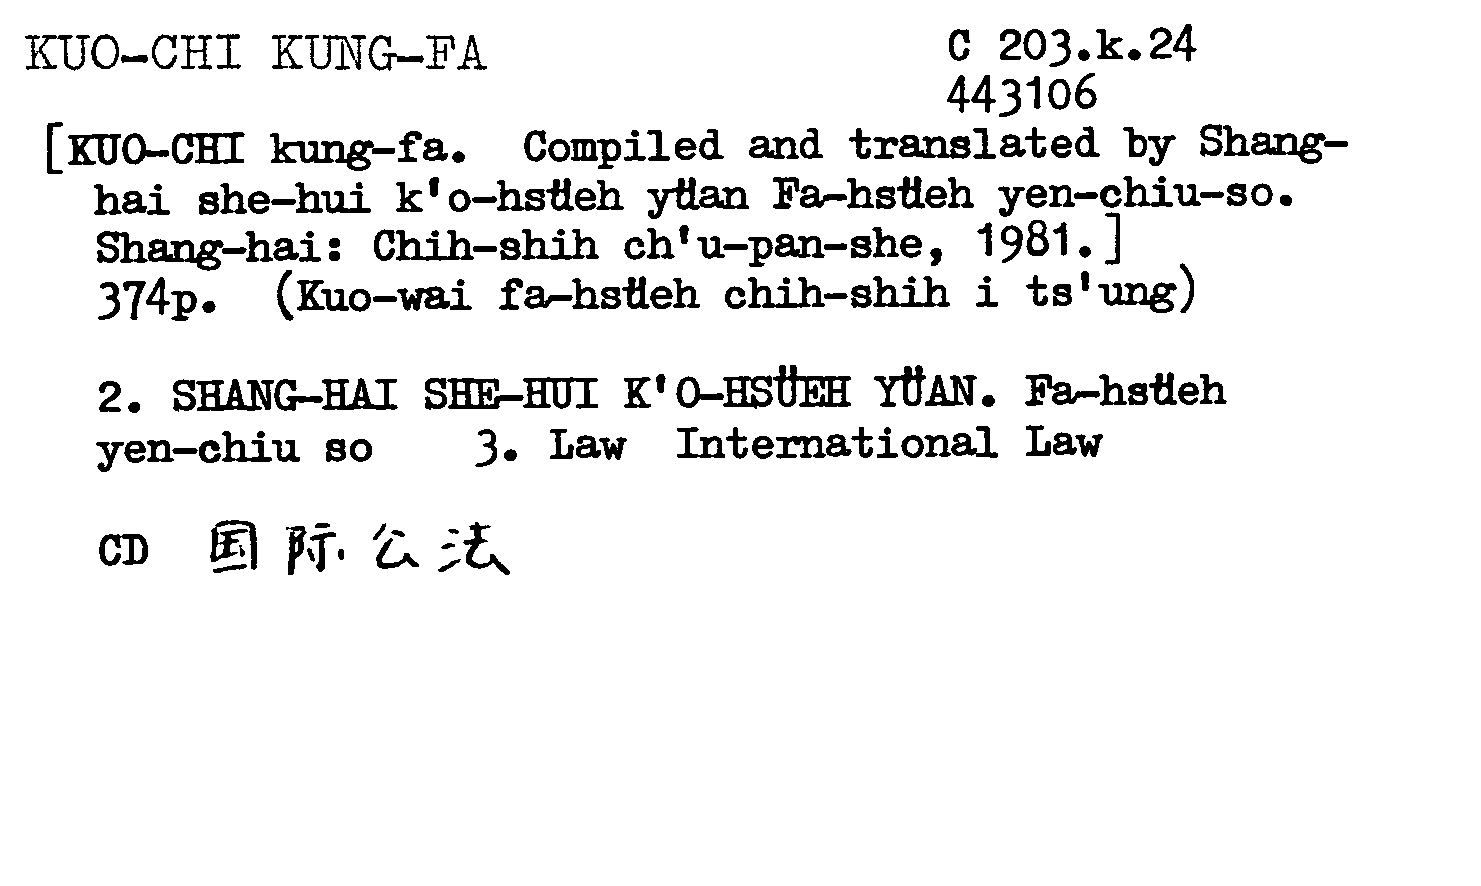 KUO-CHI KUNG-FA
C 203.k.24
443106
[KUO-CHI kung-fa. Compiled and translated by Shang-
hai she-hui k'o-hsüeh yüan Fa-hsüeh yen-chiu-so.
Shang-hai: Chih-shih ch'u-pan-she, 1981.]
374p. (Kuo-wai fa-hsüeh chih-shih i ts'ung)
2. SHANG-HAI SHE-HUI K'O-HSÜEH YÜAN. Fa-hsüeh
yen-chiu so 3. Law International Law
CD 国际公法